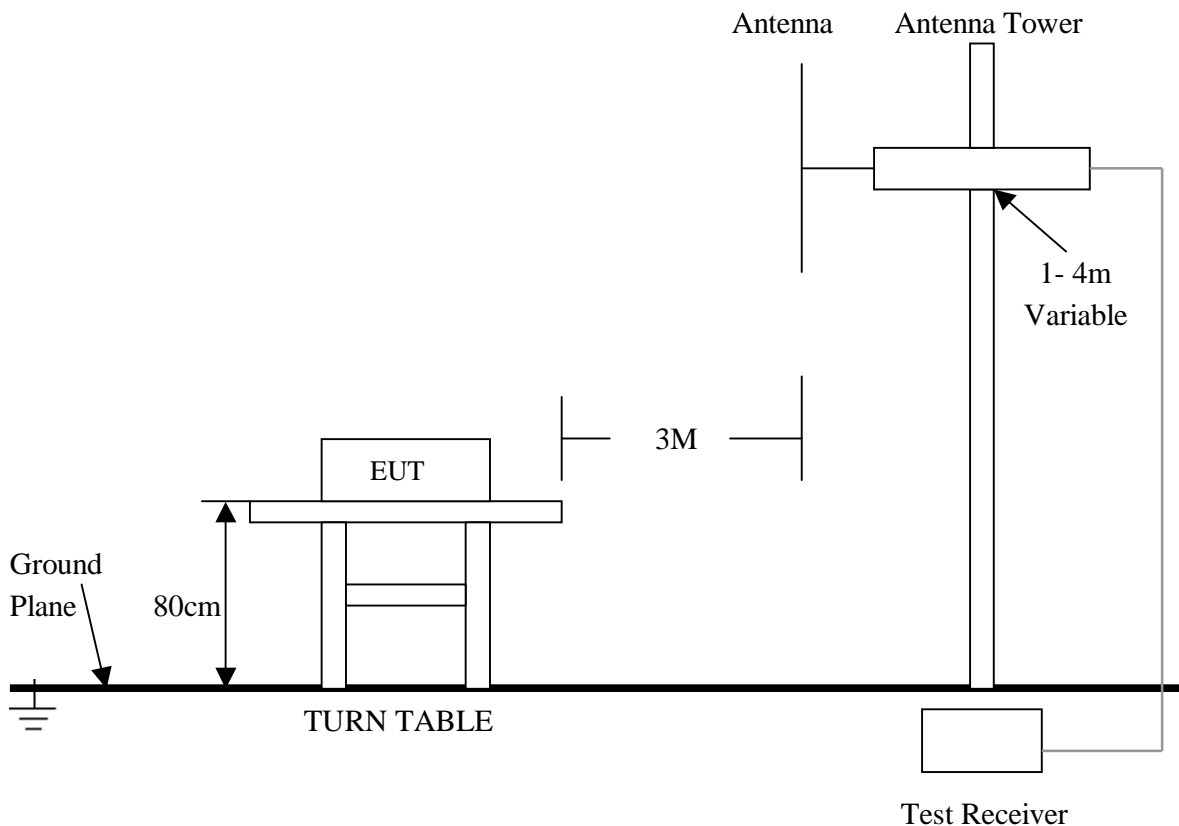 Antenna
Antenna Tower
1- 4m
Variable
3M
EUT
Ground
Plane
80cm
TURN TABLE
Test Receiver